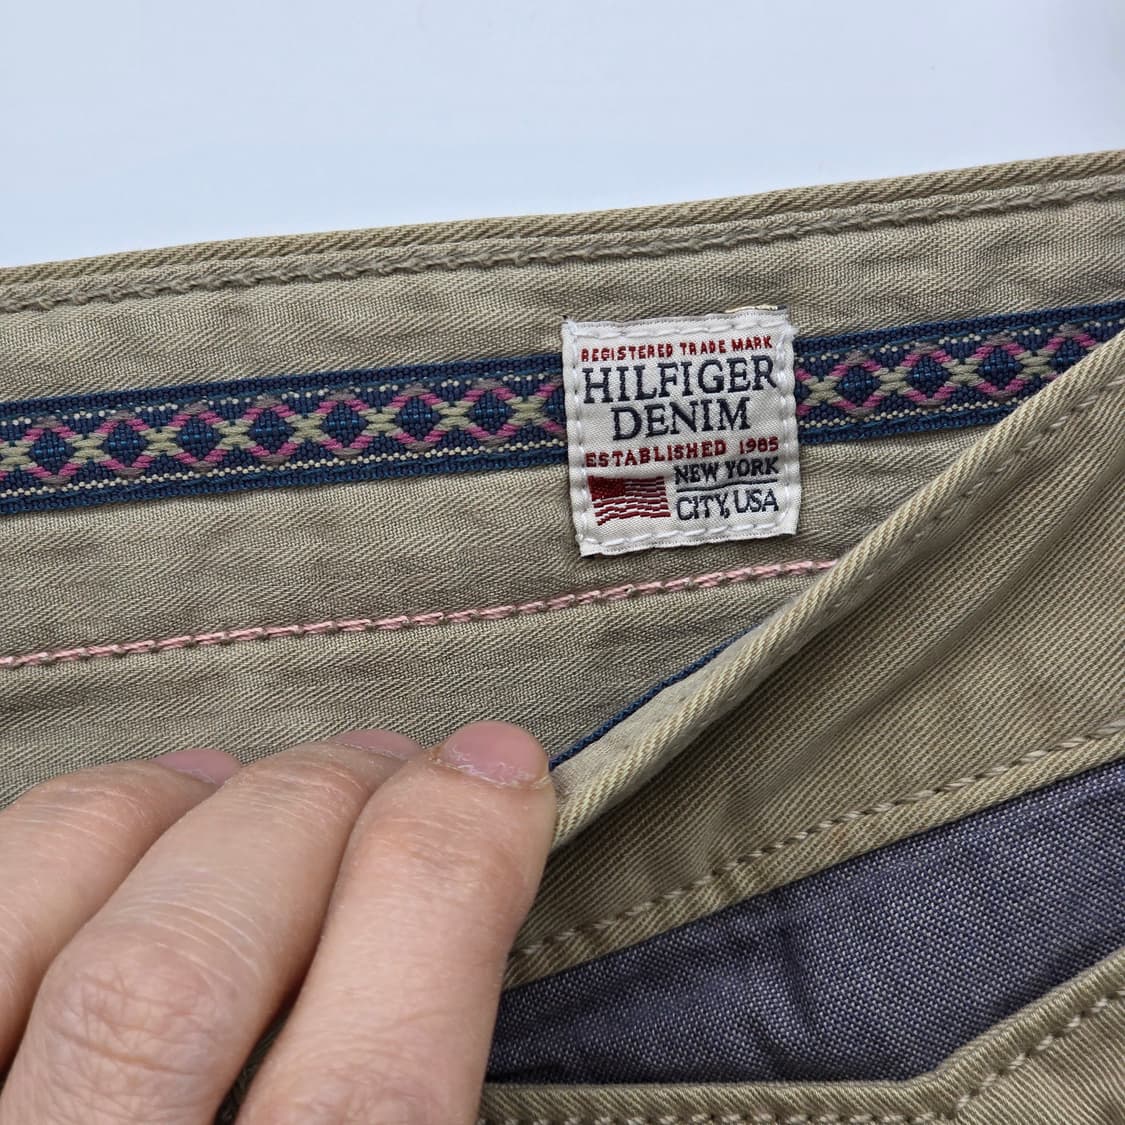 REGISTERED TRADE MARK
HILFIGER
DENIM
ESTABLISHED 1985
NEW YORK
CITY, USA